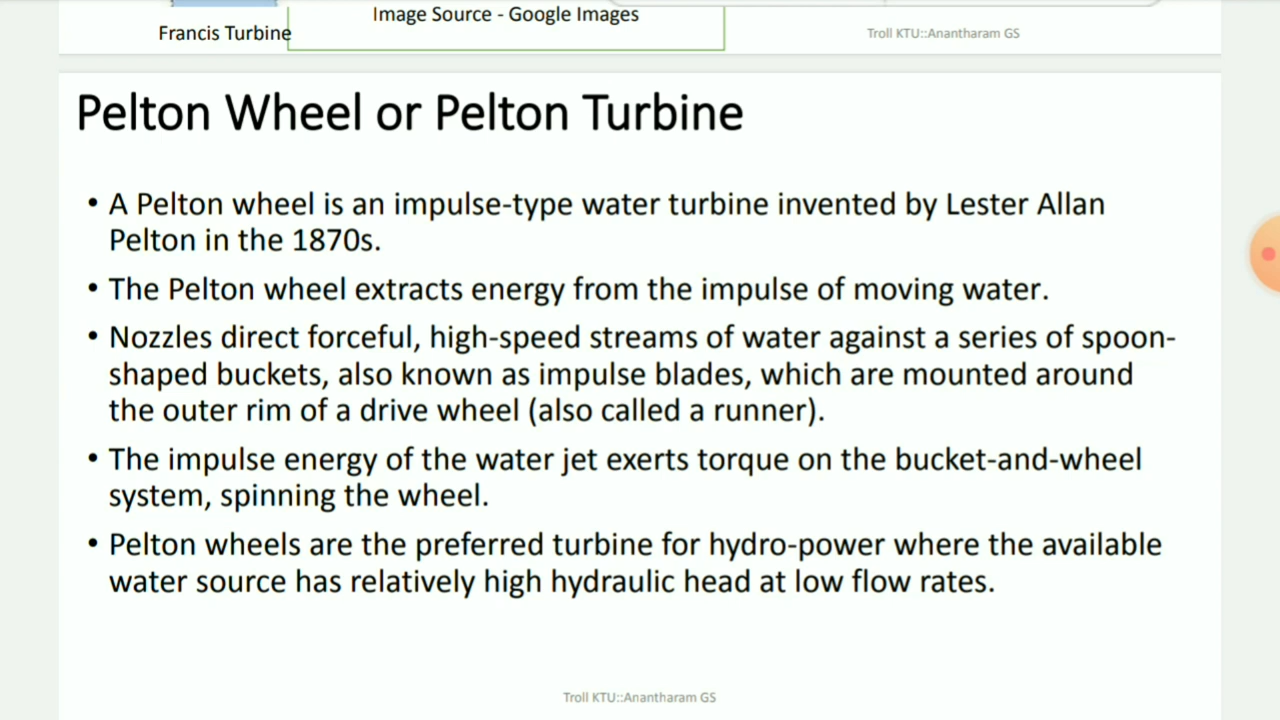 Image Source - Google Images
Francis Turbine
Troll KTU::Anantharam GS
Pelton Wheel or Pelton Turbine
• A Pelton wheel is an impulse-type water turbine invented by Lester Allan
Pelton in the 1870s.
• The Pelton wheel extracts energy from the impulse of moving water.
• Nozzles direct forceful, high-speed streams of water against a series of spoon-
shaped buckets, also known as impulse blades, which are mounted around
the outer rim of a drive wheel (also called a runner).
• The impulse energy of the water jet exerts torque on the bucket-and-wheel
system, spinning the wheel.
• Pelton wheels are the preferred turbine for hydro-power where the available
water source has relatively high hydraulic head at low flow rates.
Troll KTU::Anantharam GS